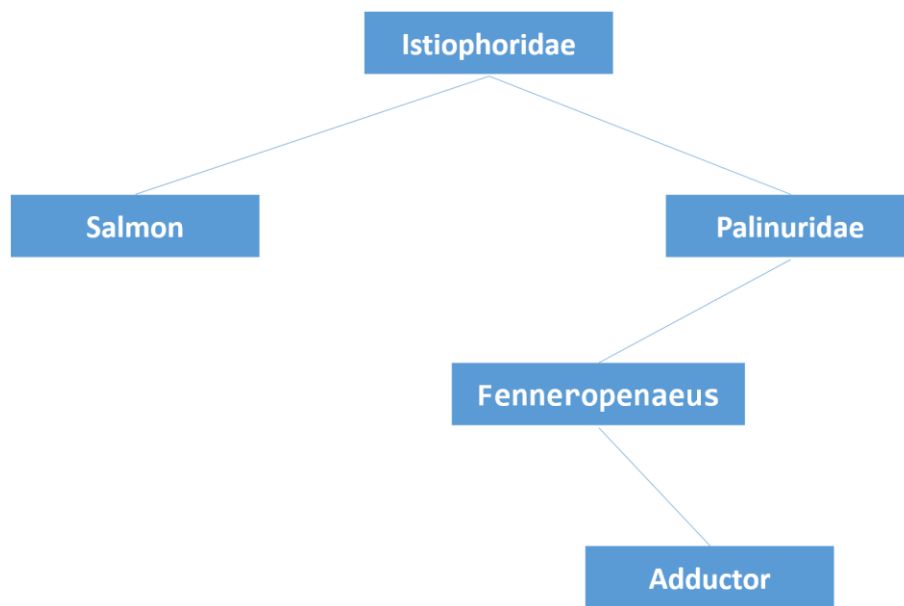 Istiophoridae
Salmon
Palinuridae
Fenneropenaeus
Adductor